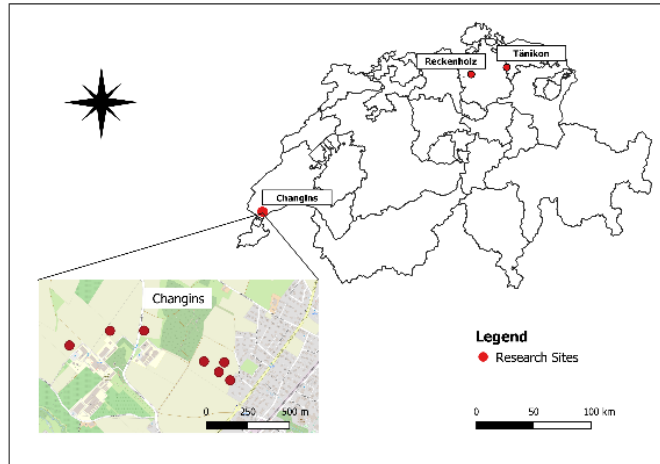 Tänikon
Reckenholz
Changins
Changins
0 250 500 m
Legend
Research Sites
0 50 100 km